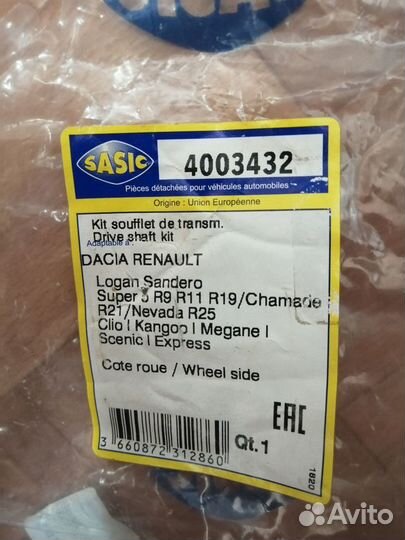 SASIC
4003432
Pièces détachées pour véhicules automobiles
Origine : Union Européenne
Kit soufflet de transm.
Drive shaft kit
Adaptable à :
DACIA RENAULT
Logan Sandero
Super 5 R9 R11 R19/Chamade
R21/Nevada R25
Clio I Kangoo I Megane I
Scenic I Express
Cote roue / Wheel side
EAC
3 660872 312860
Qt.1
1820
Avito